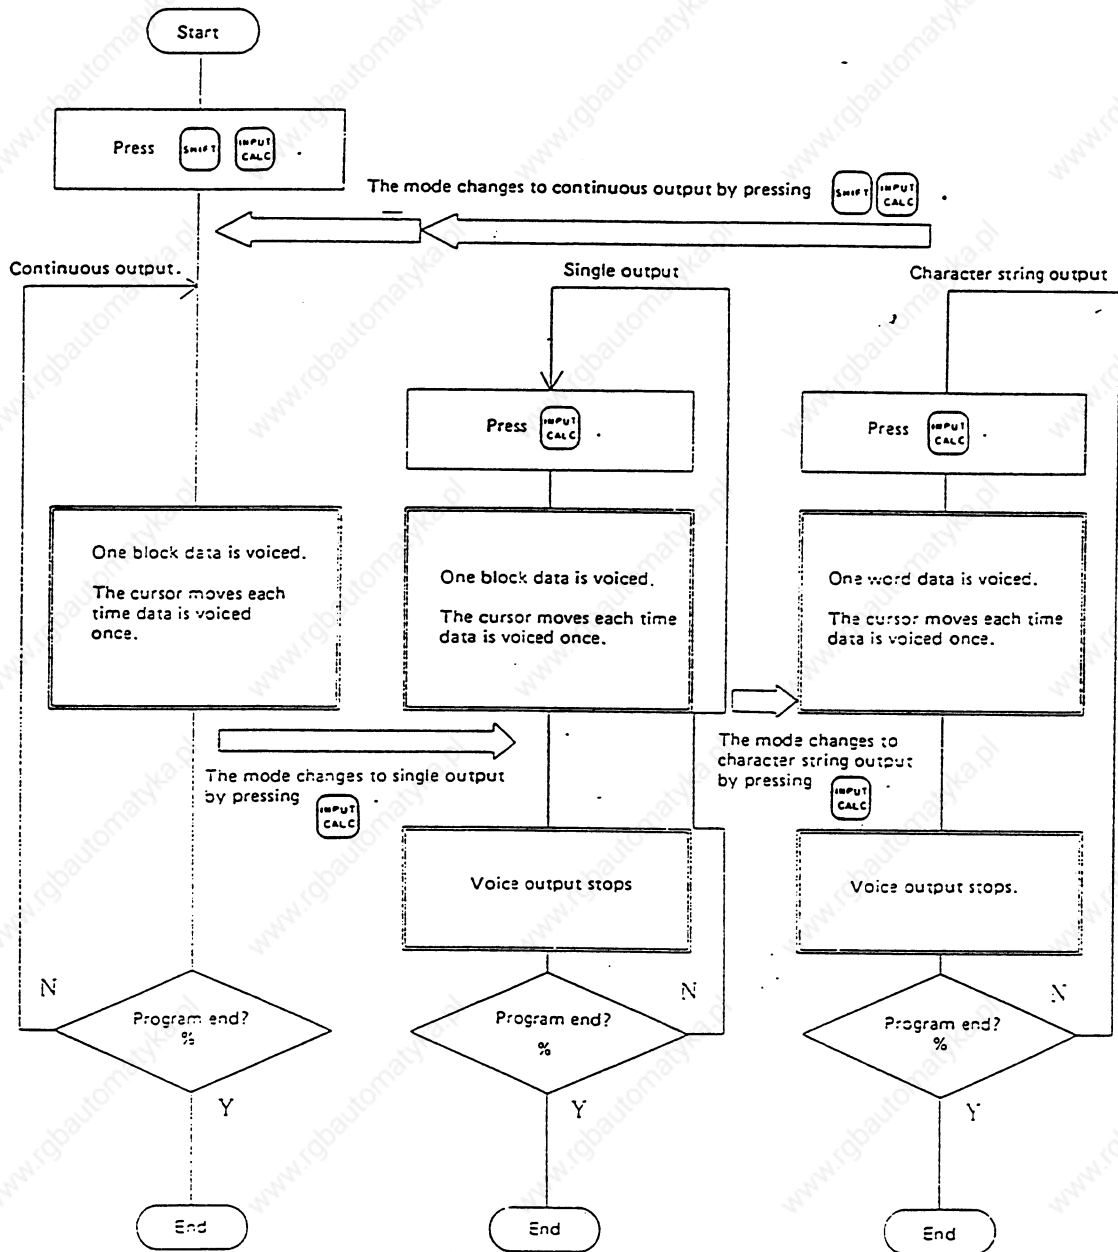 Start
Press SHIFT INPUT CALC .
The mode changes to continuous output by pressing SHIFT INPUT CALC .
Continuous output.
Single output
Character string output
Press INPUT CALC .
Press INPUT CALC .
One block data is voiced.
The cursor moves each
time data is voiced
once.
One block data is voiced.
The cursor moves each time
data is voiced once.
One word data is voiced.
The cursor moves each time
data is voiced once.
The mode changes to single output
by pressing INPUT CALC .
The mode changes to
character string output
by pressing INPUT CALC .
Voice output stops
Voice output stops.
N
Program end?
%
Y
N
Program end?
%
Y
N
Program end?
%
Y
End
End
End
www.rgbautomatyka.pl